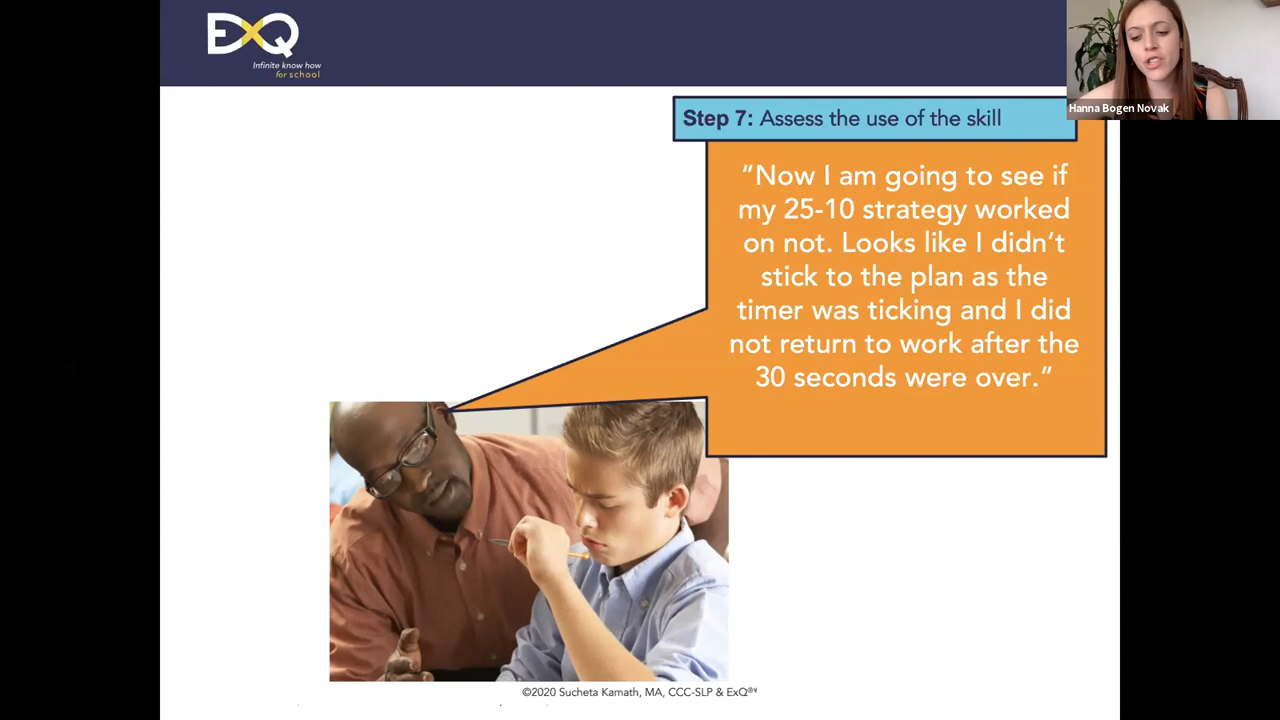 EXQ
Infinite know how
for school
Hanna Bogen Novak
Step 7: Assess the use of the skill
“Now I am going to see if
my 25-10 strategy worked
on not. Looks like I didn’t
stick to the plan as the
timer was ticking and I did
not return to work after the
30 seconds were over.”
©2020 Sucheta Kamath, MA, CCC-SLP & ExQ®